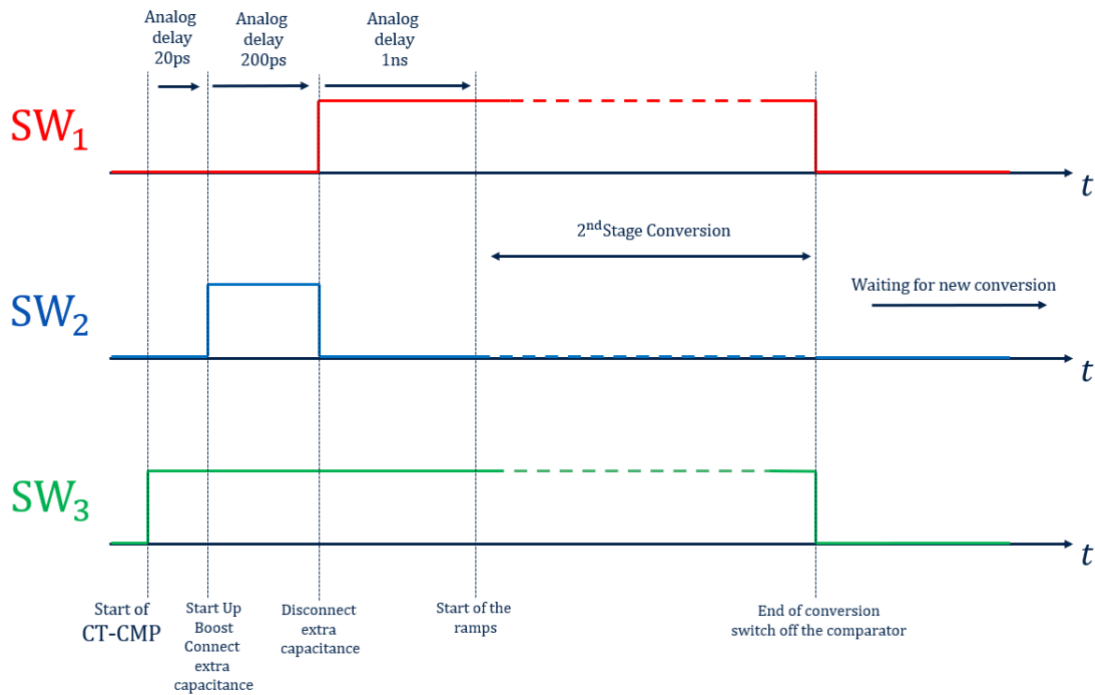 Analog
delay
20ps
Analog
delay
200ps
Analog
delay
1ns
SW₁
t
2ⁿᵈStage Conversion
Waiting for new conversion
SW₂
t
SW₃
t
Start of
CT-CMP
Start Up
Boost
Connect
extra
capacitance
Disconnect
extra
capacitance
Start of the
ramps
End of conversion
switch off the comparator